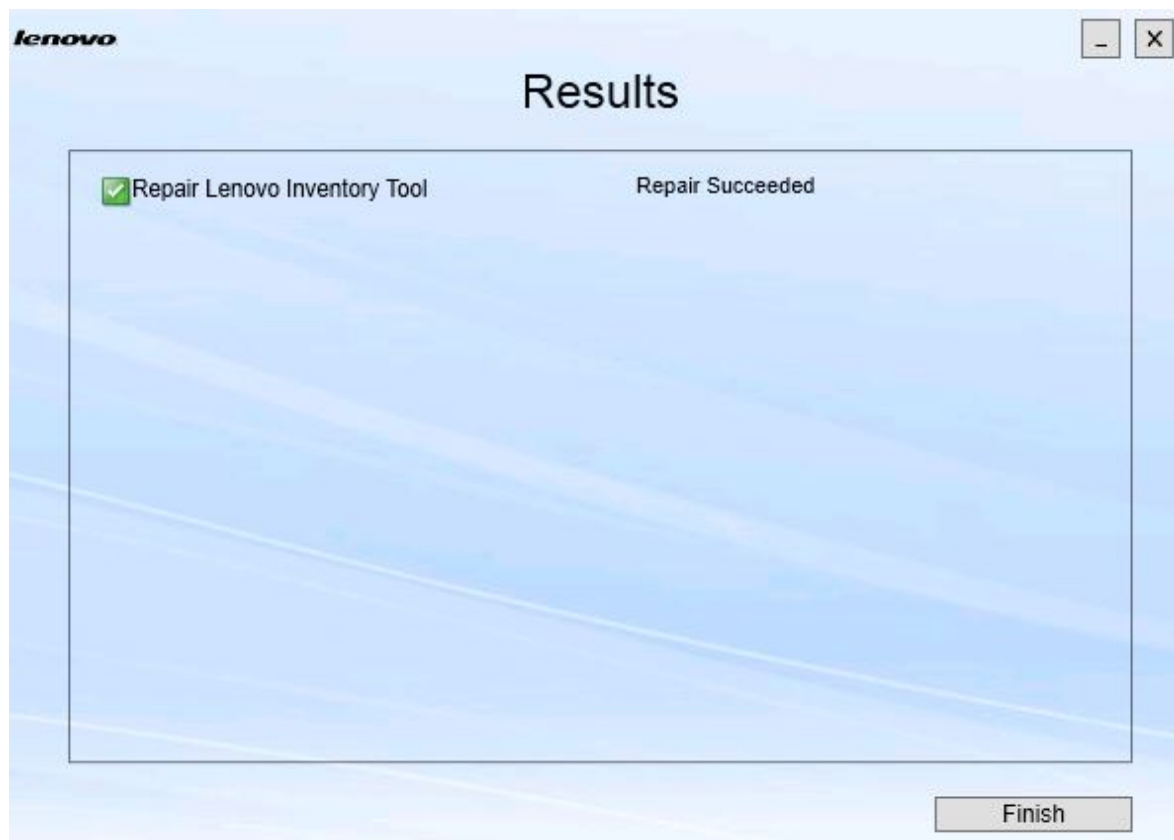 lenovo
Results
Repair Lenovo Inventory Tool Repair Succeeded
Finish